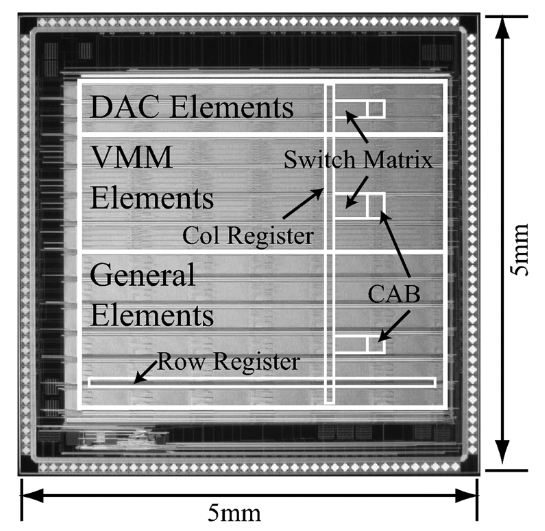 DAC Elements
VMM
Elements
Switch Matrix
Col Register
General
Elements
CAB
Row Register
5mm
5mm